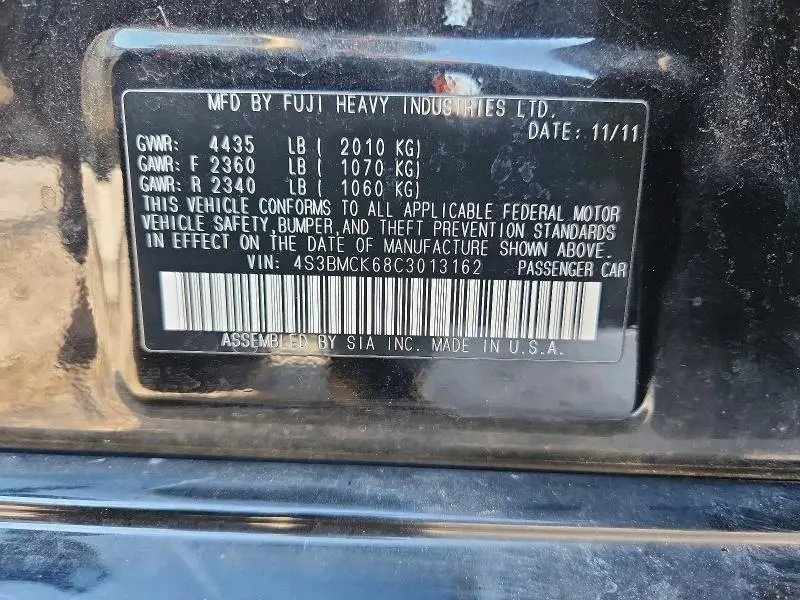 MFD BY FUJI HEAVY INDUSTRIES LTD.
DATE: 11/11
GVWR: 4435 LB ( 2010 KG)
GAWR: F 2360 LB ( 1070 KG)
GAWR: R 2340 LB ( 1060 KG)
THIS VEHICLE CONFORMS TO ALL APPLICABLE FEDERAL MOTOR
VEHICLE SAFETY, BUMPER, AND THEFT PREVENTION STANDARDS
IN EFFECT ON THE DATE OF MANUFACTURE SHOWN ABOVE.
VIN: 4S3BMCK68C3013162 PASSENGER CAR
ASSEMBLED BY SIA INC. MADE IN U.S.A.